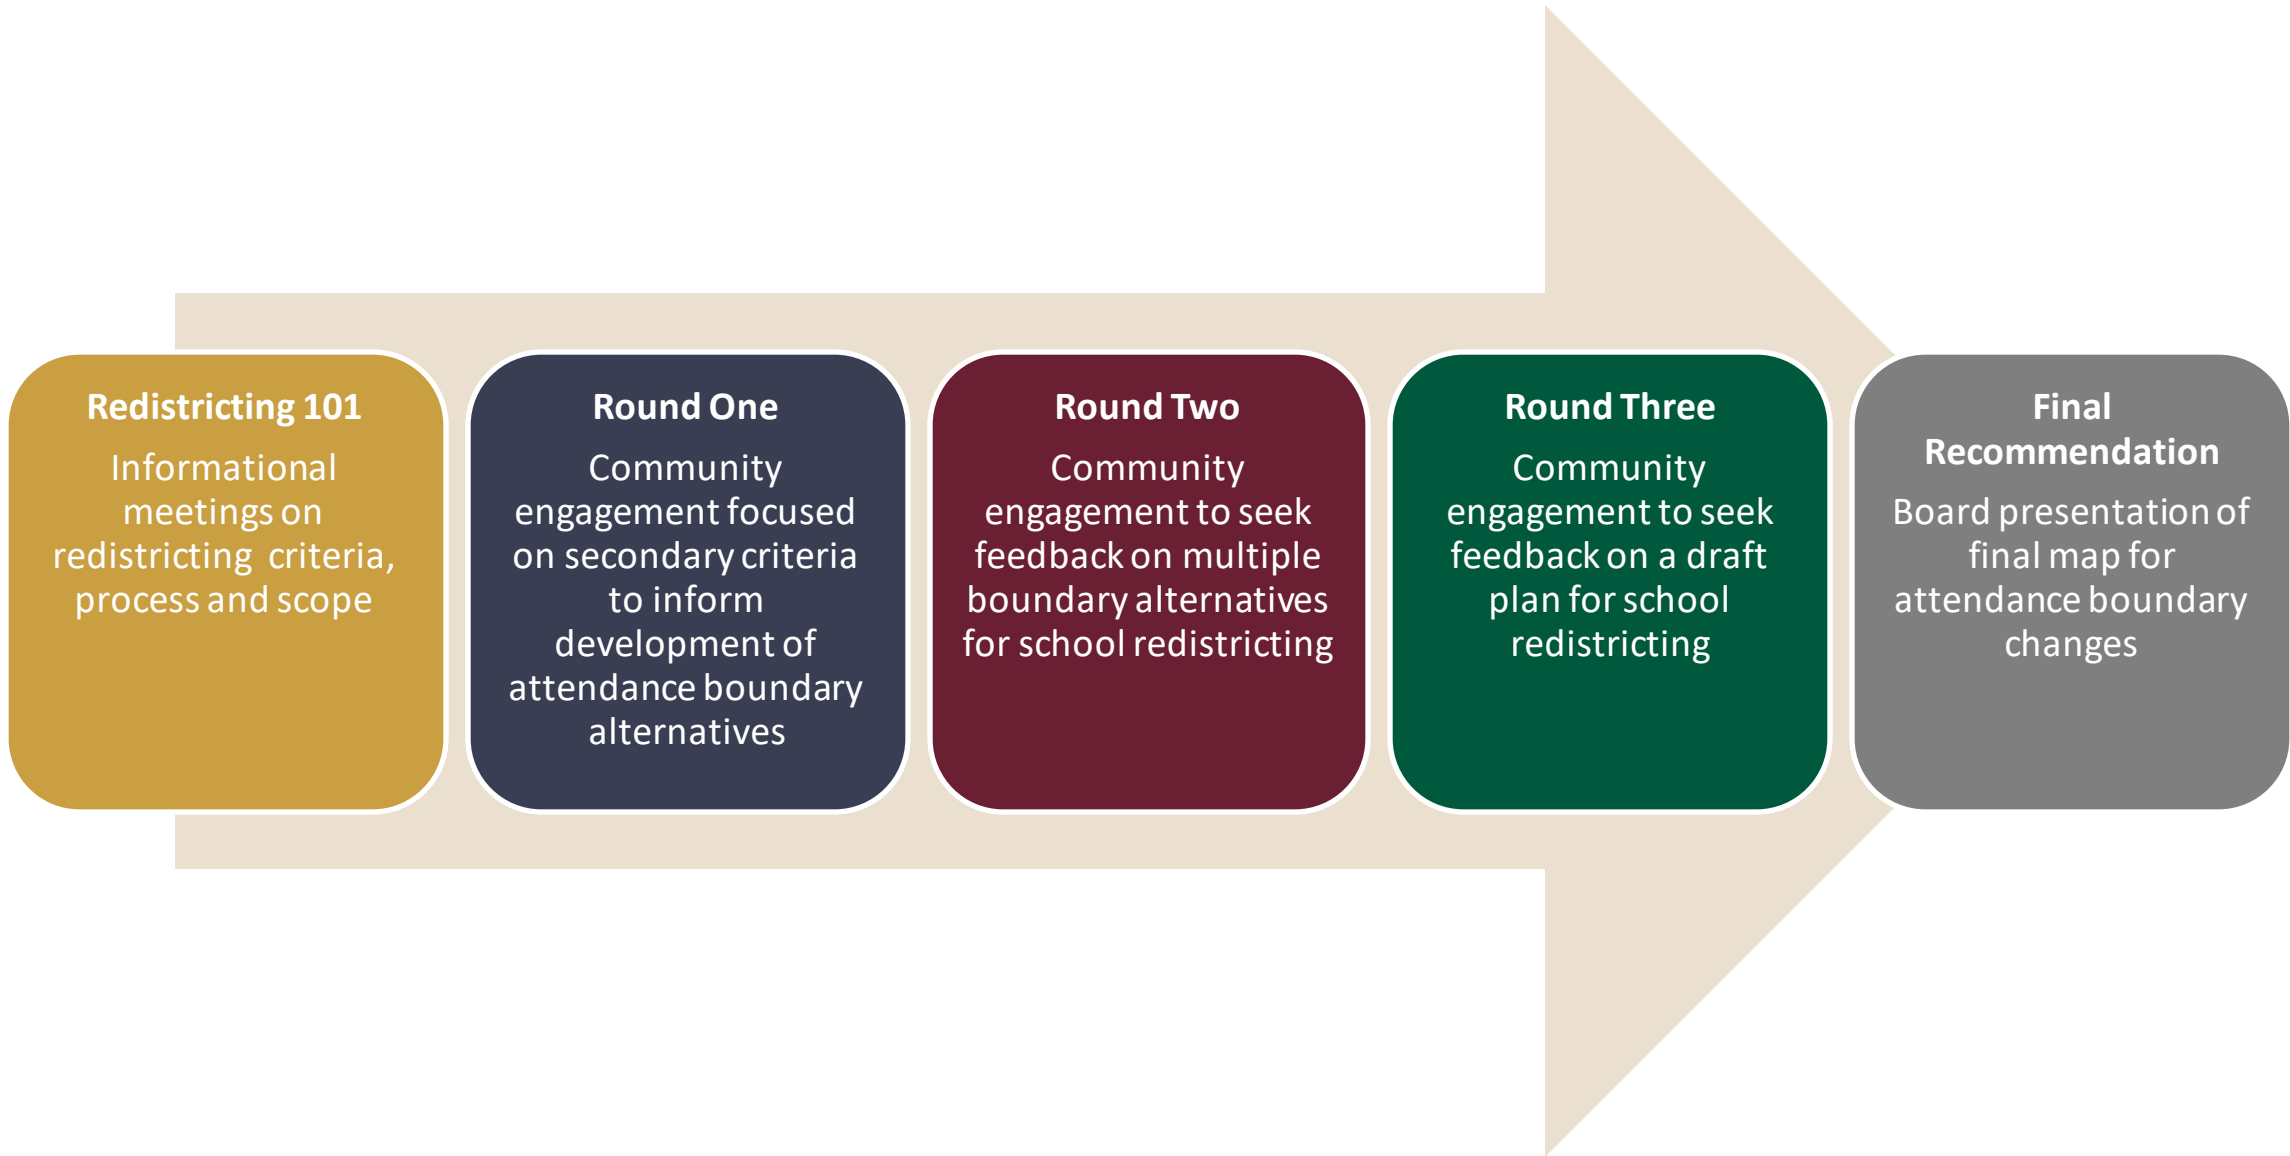 Redistricting 101
Informational
meetings on
redistricting criteria,
process and scope
Round One
Community
engagement focused
on secondary criteria
to inform
development of
attendance boundary
alternatives
Round Two
Community
engagement to seek
feedback on multiple
boundary alternatives
for school redistricting
Round Three
Community
engagement to seek
feedback on a draft
plan for school
redistricting
Final
Recommendation
Board presentation of
final map for
attendance boundary
changes